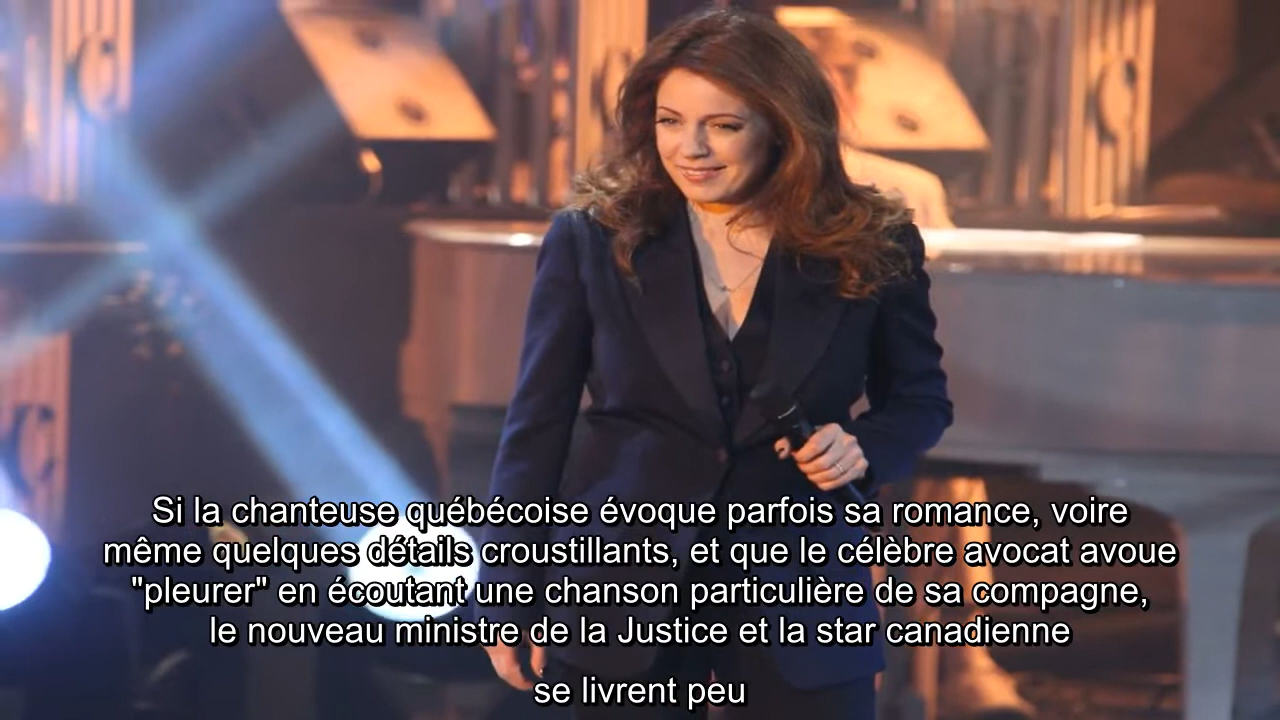 Si la chanteuse québécoise évoque parfois sa romance, voire
même quelques détails croustillants, et que le célèbre avocat avoue
"pleurer" en écoutant une chanson particulière de sa compagne,
le nouveau ministre de la Justice et la star canadienne
se livrent peu